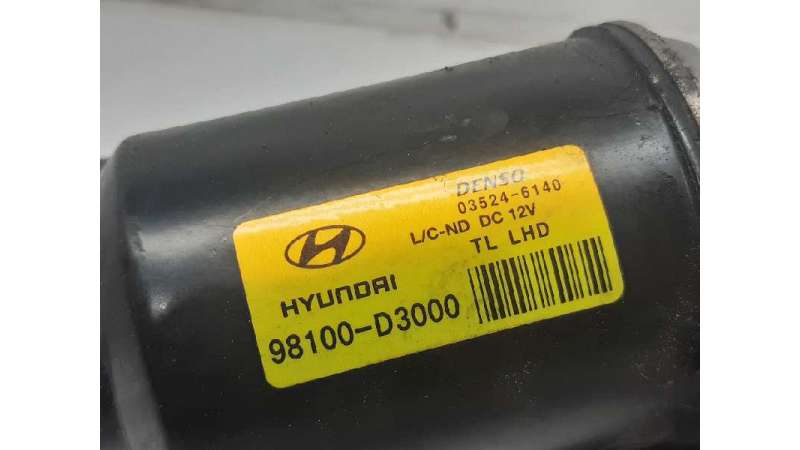 DENSO
03524-6140
L/C-ND DC 12V
TL LHD
HYUNDAI
98100-D3000